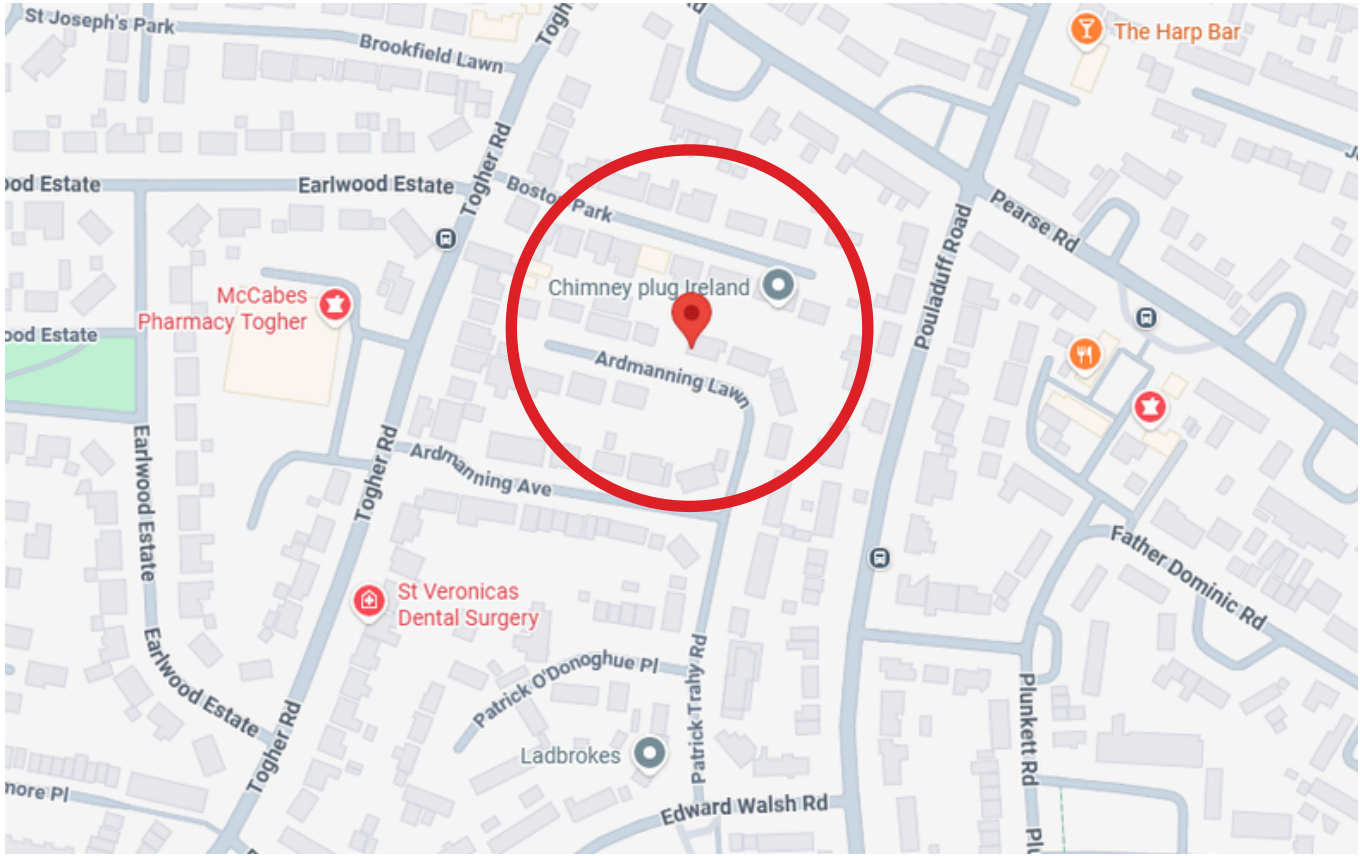 St Joseph's Park
Brookfield Lawn
Togh
The Harp Bar
Togher Rd
ood Estate
Earlwood Estate
Boston Park
Pearse Rd
Pouladuff Road
Chimney plug Ireland
McCabes
Pharmacy Togher
ood Estate
Ardmanning Lawn
Earlwood Estate
Togher Rd
Ardmanning Ave
Father Dominic Rd
St Veronicas
Dental Surgery
Earlwood Estate
Patrick O'Donoghue Pl
Patrick Trahy Rd
Plunkett Rd
Togher Rd
Ladbrokes
more Pl
Edward Walsh Rd
Plu